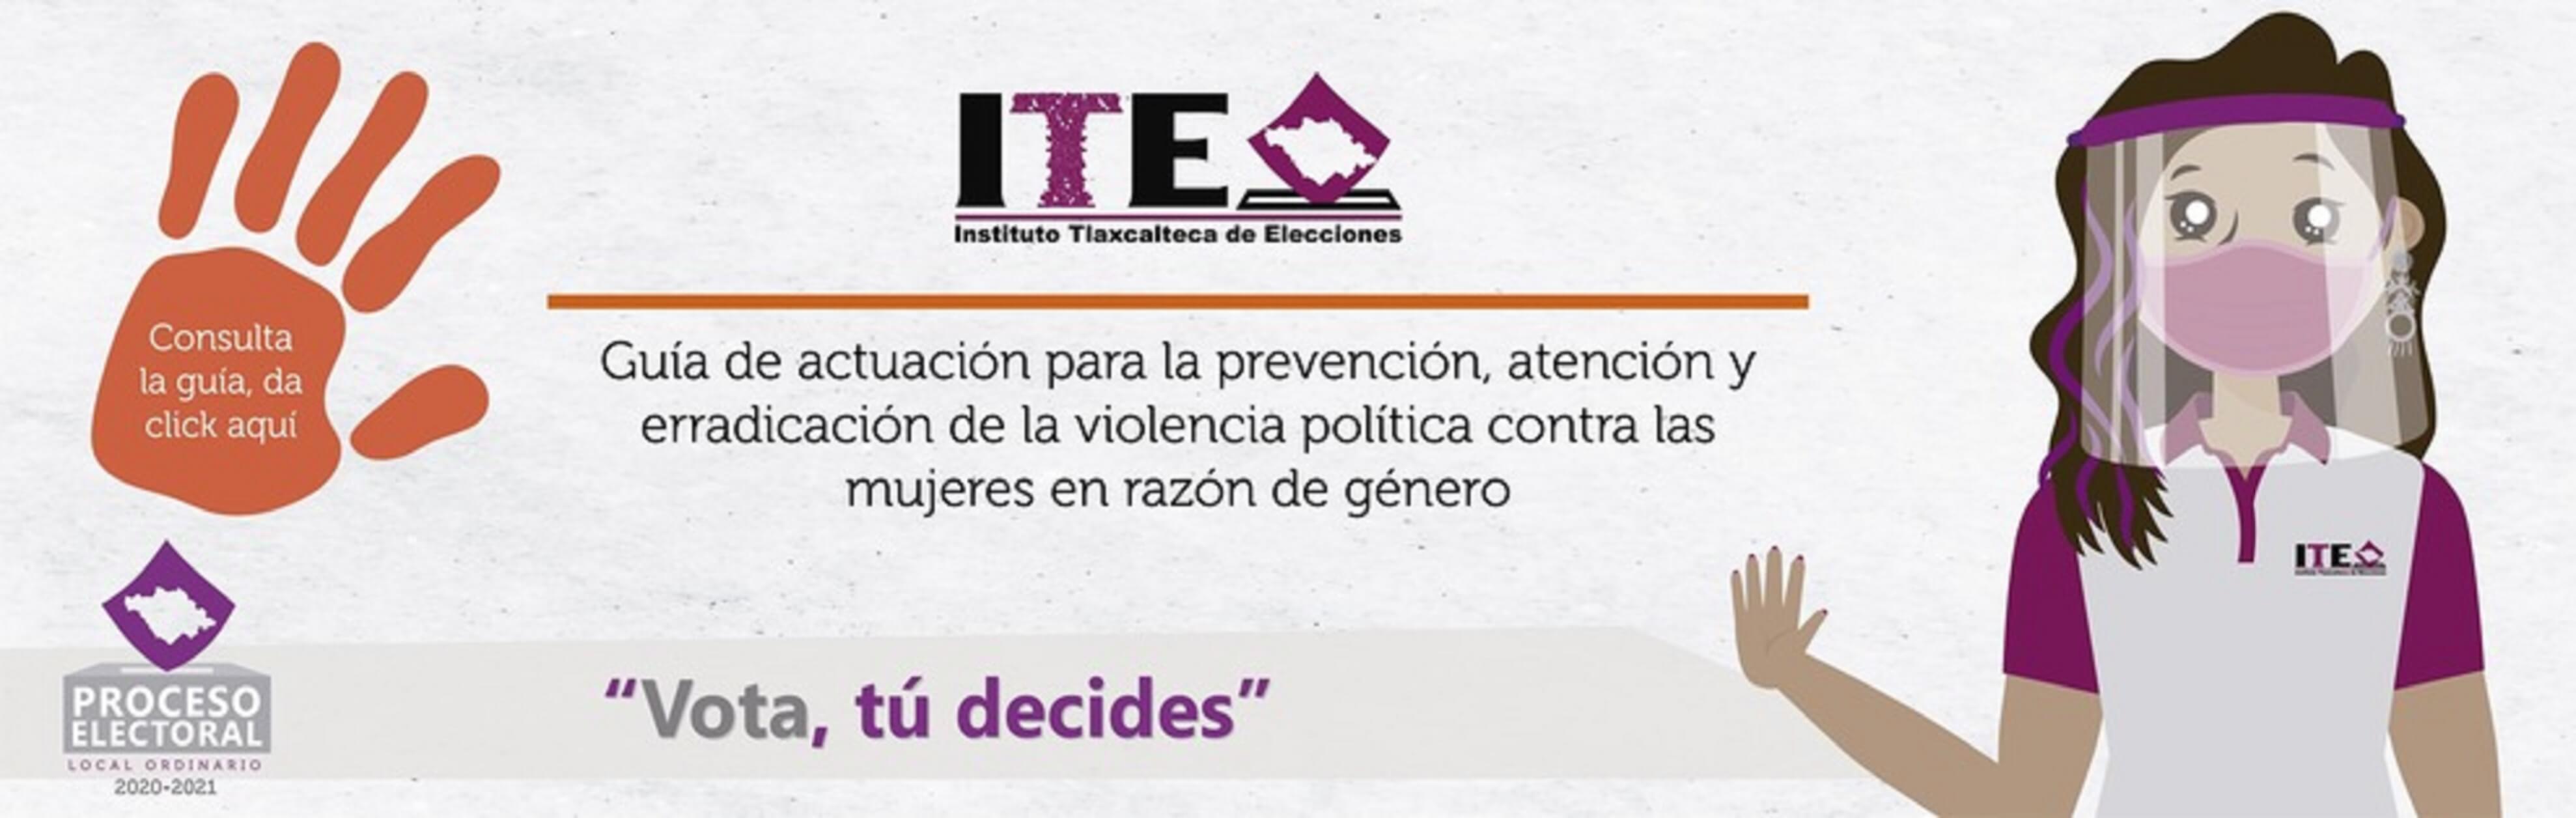 Consulta
la guía, da
click aquí
ITE
Instituto Tlaxcalteca de Elecciones
Guía de actuación para la prevención, atención y
erradicación de la violencia política contra las
mujeres en razón de género
ITE
PROCESO
ELECTORAL
LOCAL ORDINARIO
2020-2021
“Vota, tú decides”